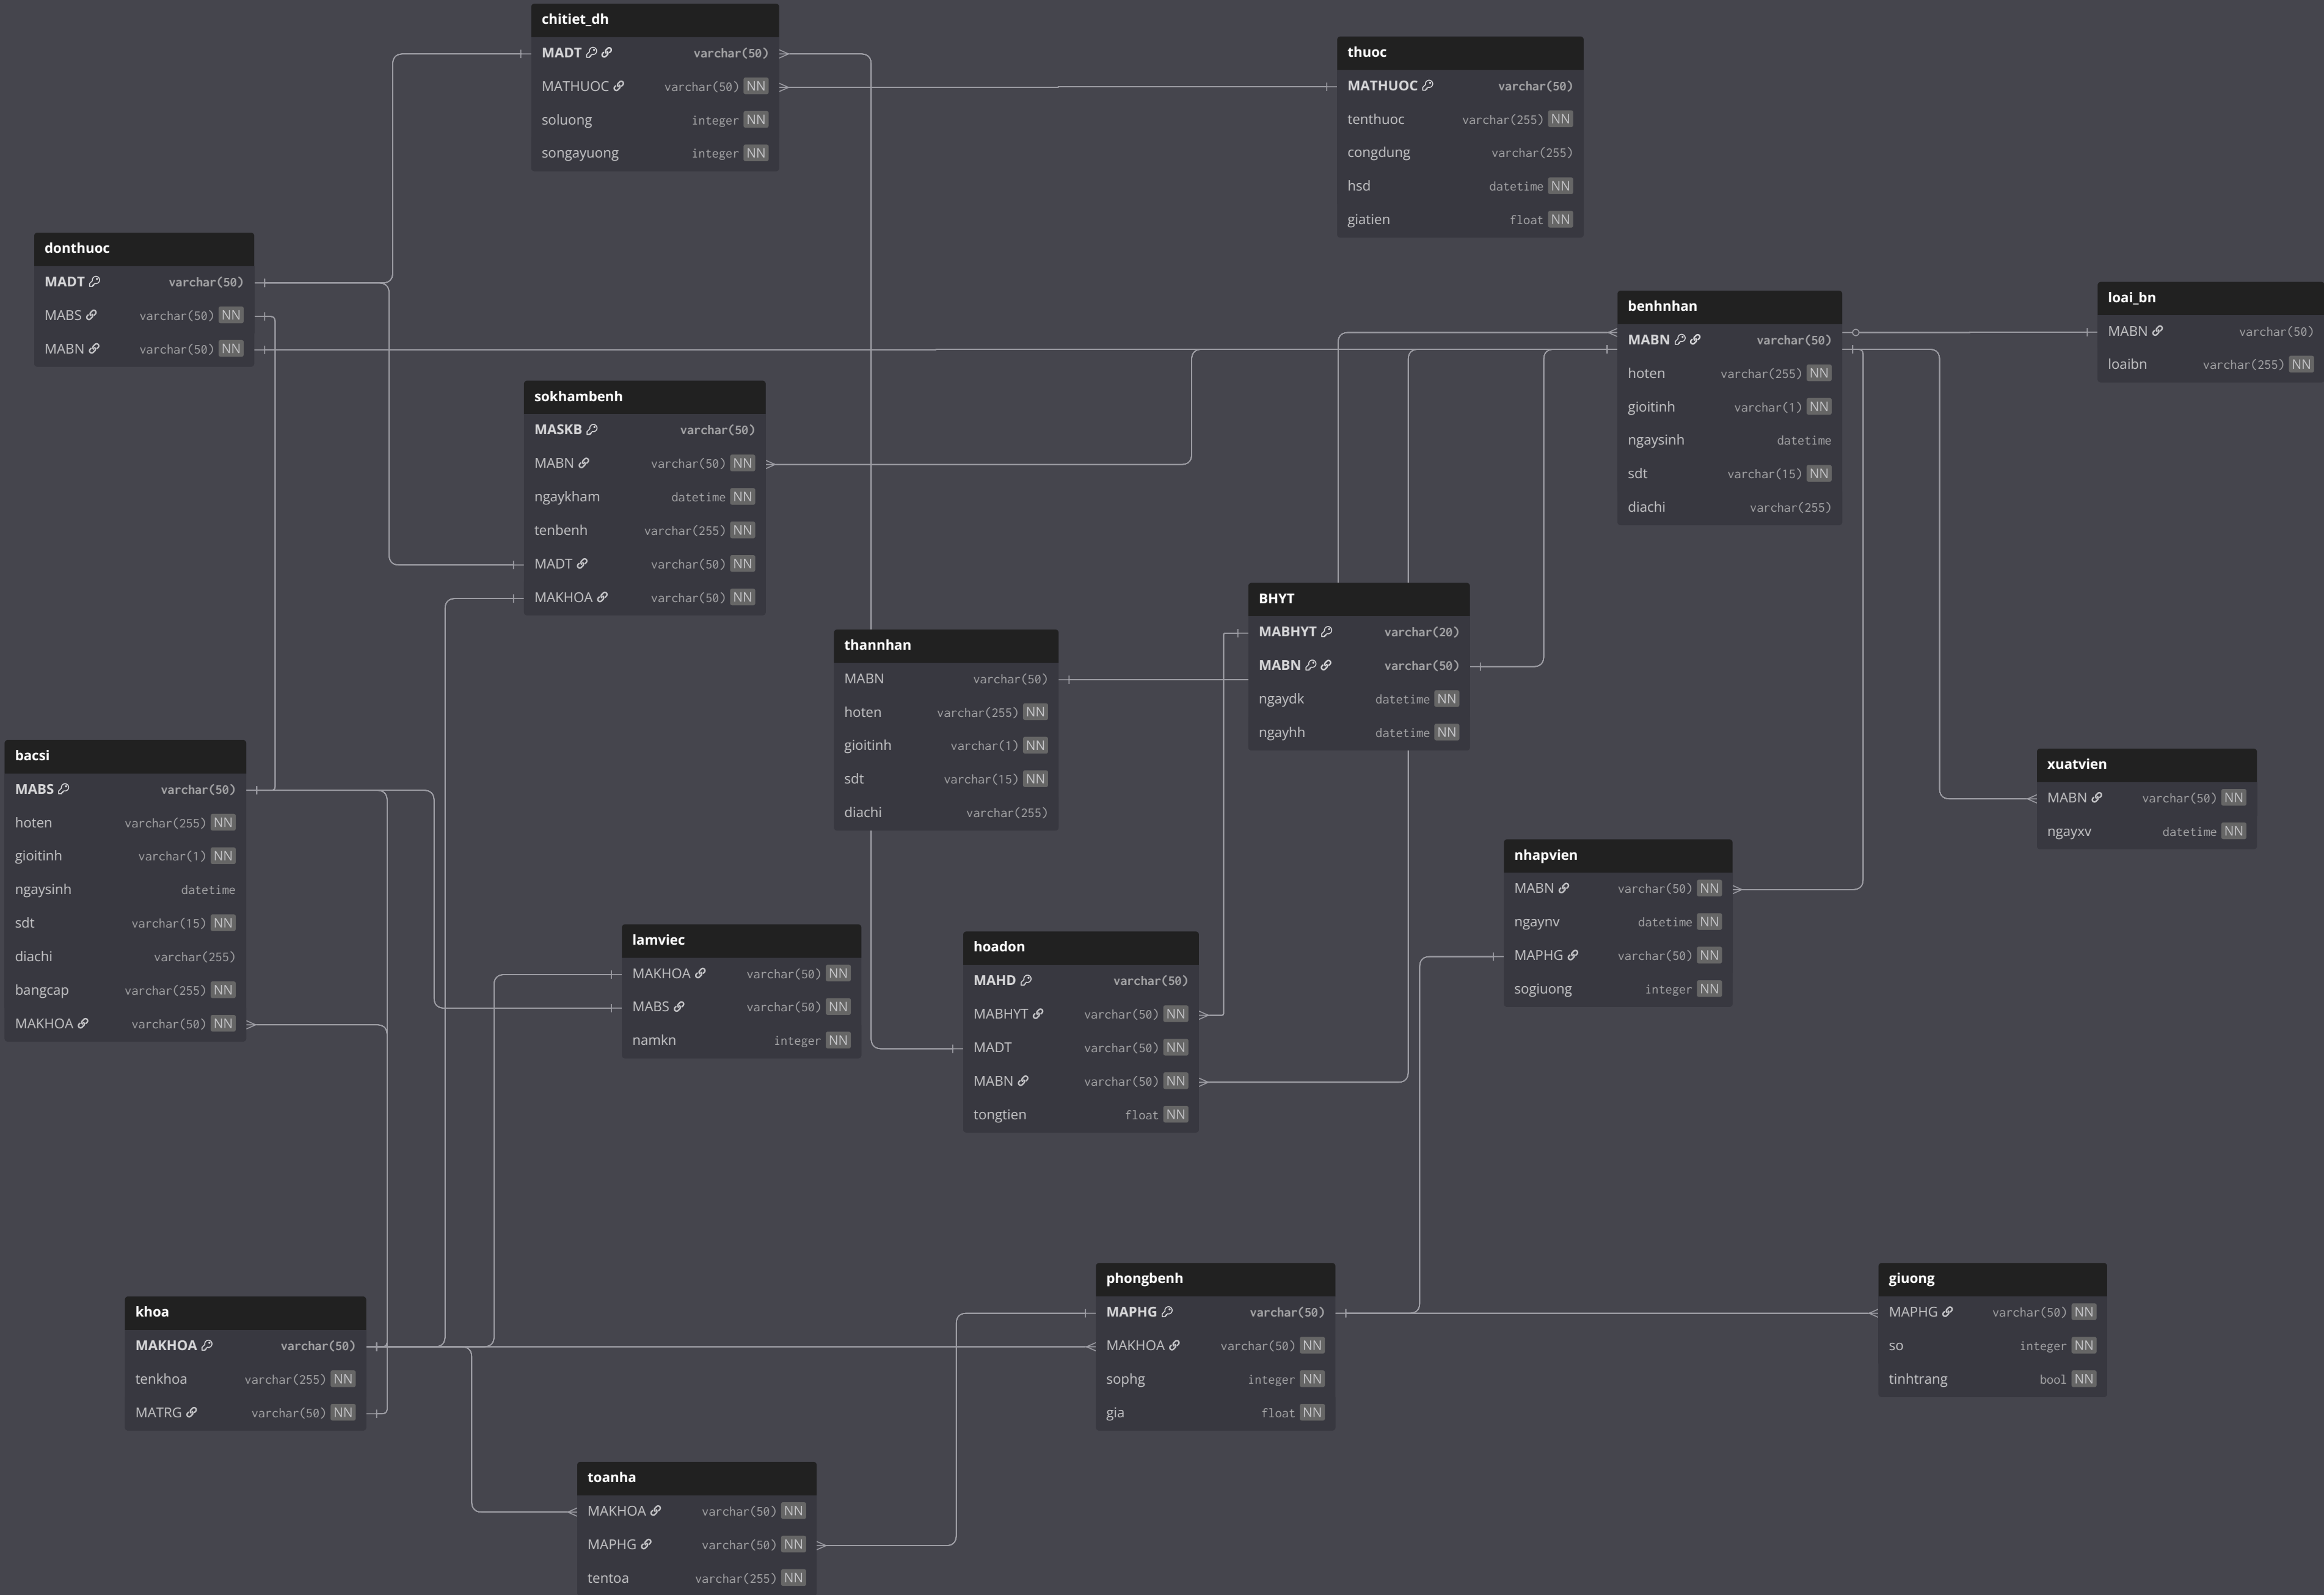 chitiet_dh
MADT varchar(50)
MATHUOC varchar(50) NN
soluong integer NN
songayuong integer NN
thuoc
MATHUOC varchar(50)
tenthuoc varchar(255) NN
congdung varchar(255)
hsd datetime NN
giatien float NN
donthuoc
MADT varchar(50)
MABS varchar(50) NN
MABN varchar(50) NN
benhnhan
MABN varchar(50)
hoten varchar(255) NN
gioitinh varchar(1) NN
ngaysinh datetime
sdt varchar(15) NN
diachi varchar(255)
loai_bn
MABN varchar(50)
loaibn varchar(255) NN
sokhambenh
MASKB varchar(50)
MABN varchar(50) NN
ngaykham datetime NN
tenbenh varchar(255) NN
MADT varchar(50) NN
MAKHOA varchar(50) NN
BHYT
MABHYT varchar(20)
MABN varchar(50)
ngaydk datetime NN
ngayhh datetime NN
thannhan
MABN varchar(50)
hoten varchar(255) NN
gioitinh varchar(1) NN
sdt varchar(15) NN
diachi varchar(255)
bacsi
MABS varchar(50)
hoten varchar(255) NN
gioitinh varchar(1) NN
ngaysinh datetime
sdt varchar(15) NN
diachi varchar(255)
bangcap varchar(255) NN
MAKHOA varchar(50) NN
xuatvien
MABN varchar(50) NN
ngayxv datetime NN
nhapvien
MABN varchar(50) NN
ngaynv datetime NN
MAPHG varchar(50) NN
sogiuong integer NN
lamviec
MAKHOA varchar(50) NN
MABS varchar(50) NN
namkn integer NN
hoadon
MAHD varchar(50)
MABHYT varchar(50) NN
MADT varchar(50) NN
MABN varchar(50) NN
tongtien float NN
khoa
MAKHOA varchar(50)
tenkhoa varchar(255) NN
MATRG varchar(50) NN
phongbenh
MAPHG varchar(50)
MAKHOA varchar(50) NN
sophg integer NN
gia float NN
giuong
MAPHG varchar(50) NN
so integer NN
tinhtrang bool NN
toanha
MAKHOA varchar(50) NN
MAPHG varchar(50) NN
tentoa varchar(255) NN